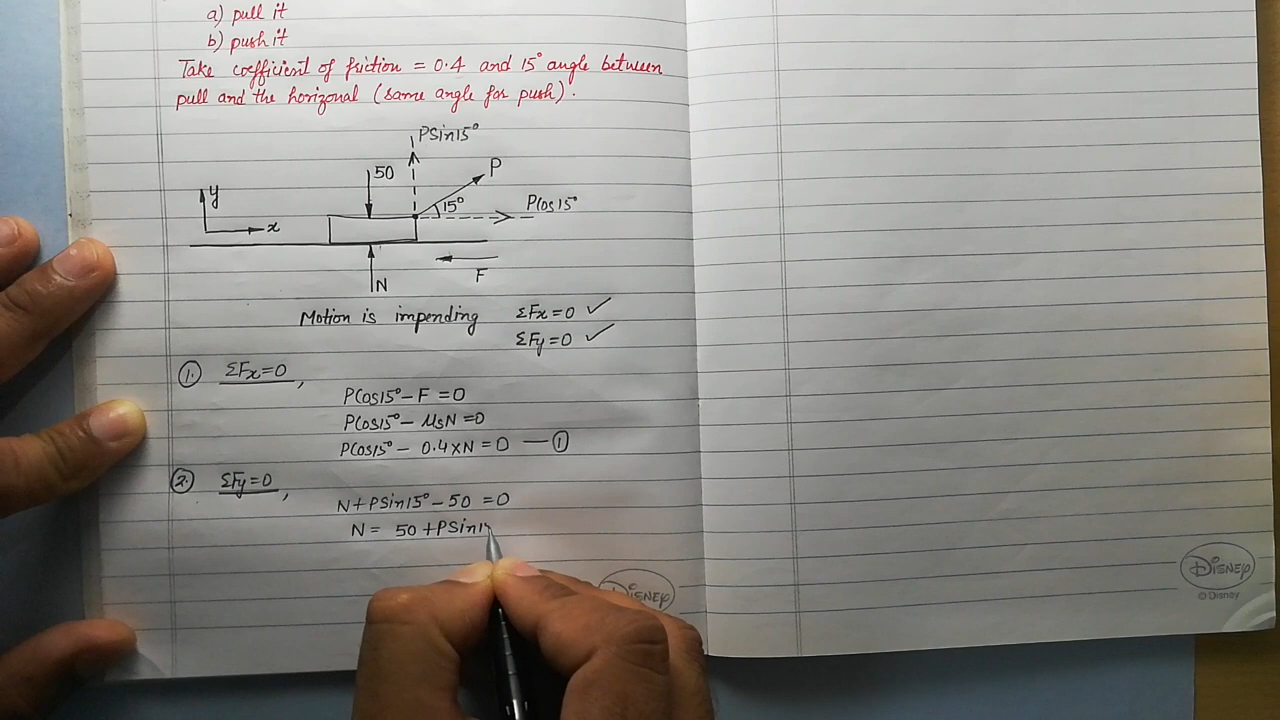 a) pull it
b) push it
Take coefficient of friction = 0.4 and 15° angle between
pull and the horizonal (same angle for push).
PSin15°
50
P
y
15°
PCos15°
x
F
N
Motion is impending ΣFx=0 ✓
ΣFy=0 ✓
1. ΣFx=0,
PCos15° - F = 0
PCos15° - μsN = 0
PCos15° - 0.4×N = 0 — 1
2. ΣFy=0,
N + PSin15° - 50 = 0
N = 50 + PSin1
DISNEY
DISNEY
© Disney